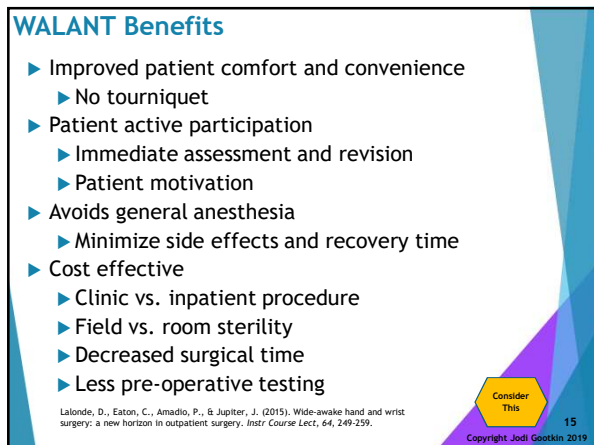 WALANT Benefits
Improved patient comfort and convenience
No tourniquet
Patient active participation
Immediate assessment and revision
Patient motivation
Avoids general anesthesia
Minimize side effects and recovery time
Cost effective
Clinic vs. inpatient procedure
Field vs. room sterility
Decreased surgical time
Less pre-operative testing
Lalonde, D., Eaton, C., Amadio, P., & Jupiter, J. (2015). Wide-awake hand and wrist
surgery: a new horizon in outpatient surgery. Instr Course Lect, 64, 249-259.
Consider
This
15
Copyright Jodi Gootkin 2019